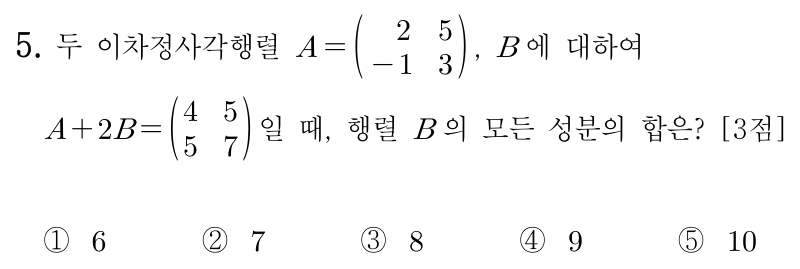 5. 두 이차정사각행렬 A=( 2 5 ; -1 3 ), B에 대하여
A+2B=( 4 5 ; 5 7 )일 때, 행렬 B의 모든 성분의 합은? [3점]
① 6 ② 7 ③ 8 ④ 9 ⑤ 10